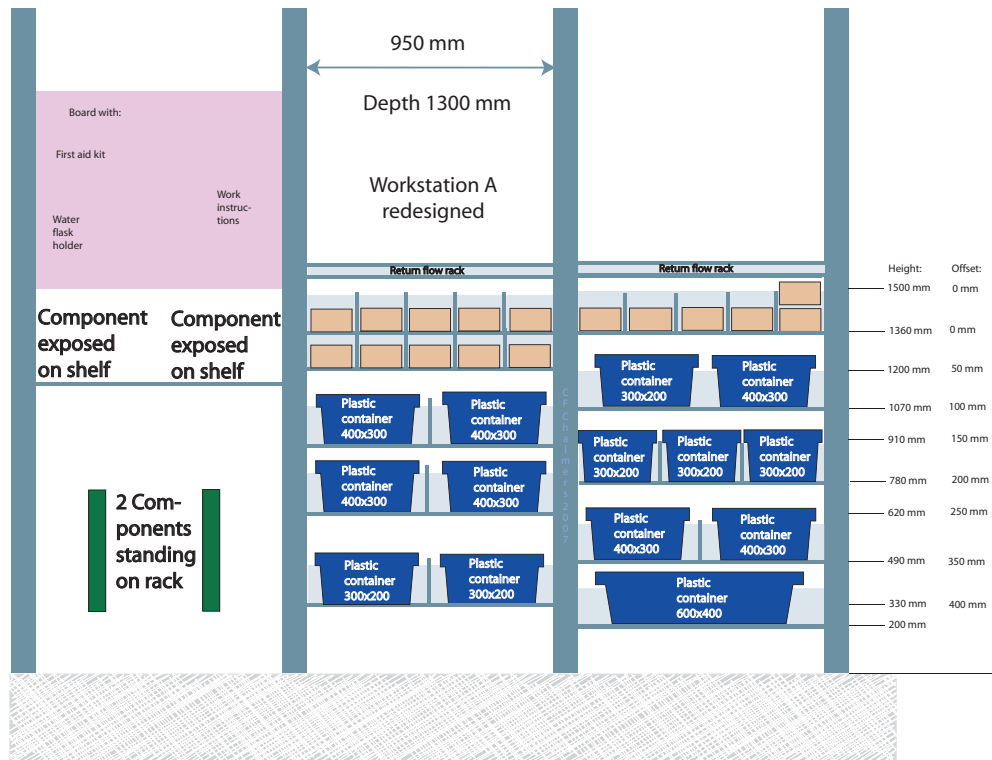 950 mm
Depth 1300 mm
Workstation A
redesigned
Board with:
First aid kit
Work
instruc-
tions
Water
flask
holder
Component
exposed
on shelf
Component
exposed
on shelf
2 Com-
ponents
standing
on rack
Return flow rack
Plastic
container
400x300
Plastic
container
400x300
Plastic
container
400x300
Plastic
container
400x300
Plastic
container
300x200
Plastic
container
300x200
CFChalmers2007
Return flow rack
Plastic
container
300x200
Plastic
container
400x300
Plastic
container
300x200
Plastic
container
300x200
Plastic
container
300x200
Plastic
container
400x300
Plastic
container
400x300
Plastic
container
600x400
Height: Offset:
1500 mm 0 mm
1360 mm 0 mm
1200 mm 50 mm
1070 mm 100 mm
910 mm 150 mm
780 mm 200 mm
620 mm 250 mm
490 mm 350 mm
330 mm 400 mm
200 mm